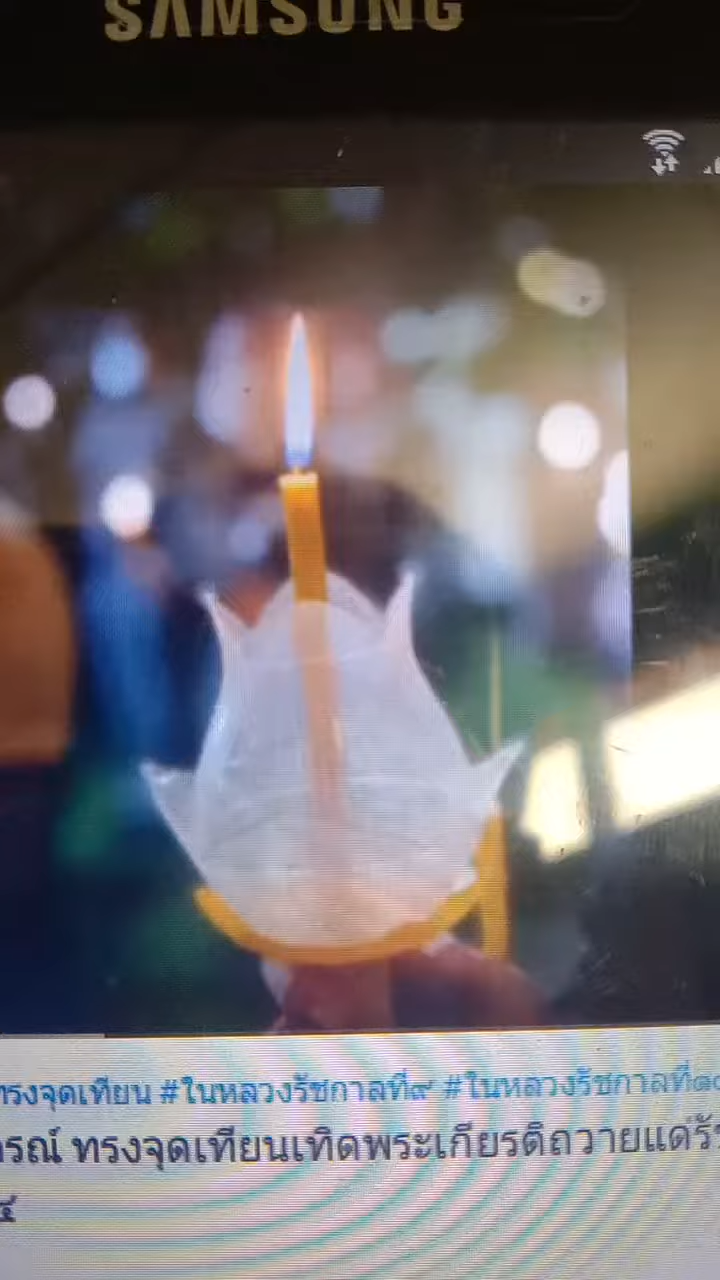 SAMSUNG
ทรงจุดเทียน #ในหลวงรัชกาลที่๙ #ในหลวงรัชกาลที่๑๐
ทรงจุดเทียนเทิดพระเกียรติถวายแด่